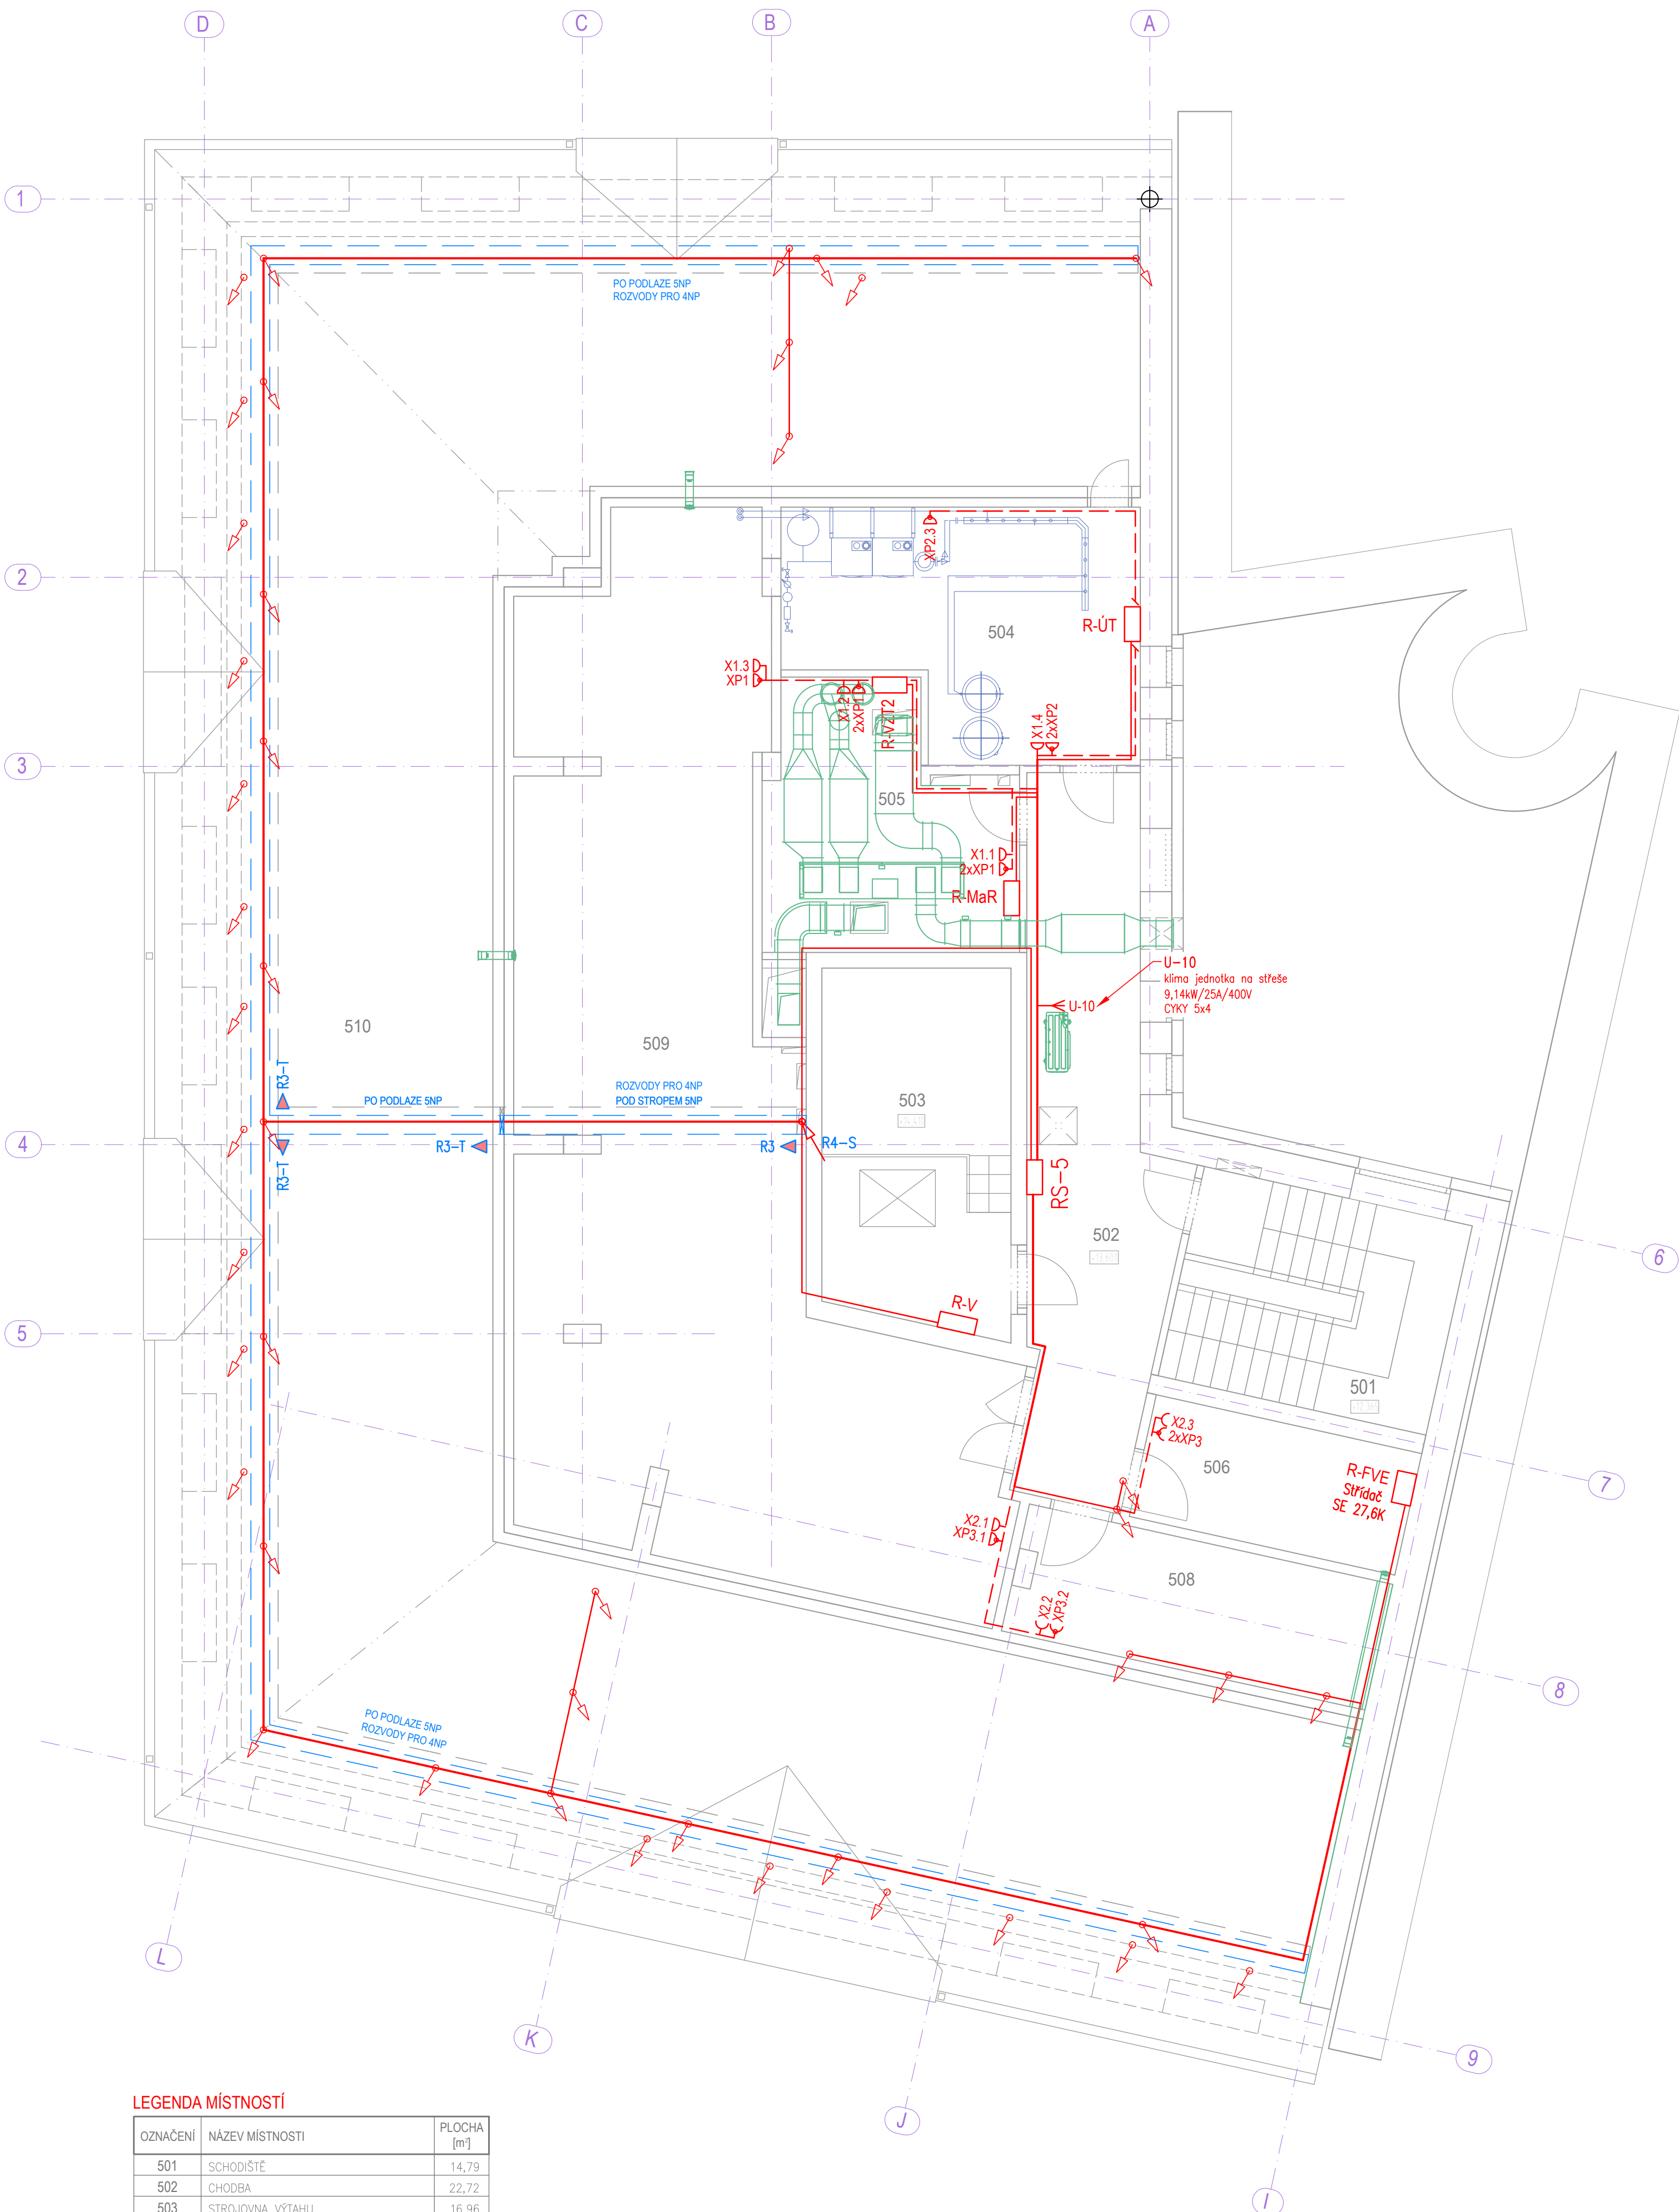 D
C
B
A
1
PO PODLAZE 5NP
ROZVODY PRO 4NP
2
XP2.3
504
R-ÚT
X1.3
XP1
X1.2
2xXP1
R-VZT2
X1.4
2xXP2
3
505
X1.1
2xXP1
R-MaR
U-10
klima jednotka na střeše
9,14kW/25A/400V
CYKY 5x4
U-10
510
509
R3-T
PO PODLAZE 5NP
ROZVODY PRO 4NP
POD STROPEM 5NP
503
4
R3-T
R3
R4-S
R3-T
RS-5
502
6
R-V
5
501
X2.3
2xXP3
506
R-FVE
Střídač
SE 27,6K
7
X2.1
XP3.1
508
X2.2
XP3.2
8
PO PODLAZE 5NP
ROZVODY PRO 4NP
L
K
9
J
I
LEGENDA MÍSTNOSTÍ
OZNAČENÍ NÁZEV MÍSTNOSTI PLOCHA [m²]
501 SCHODIŠTĚ 14,79
502 CHODBA 22,72
503 STROJOVNA VÝTAHU 16,96